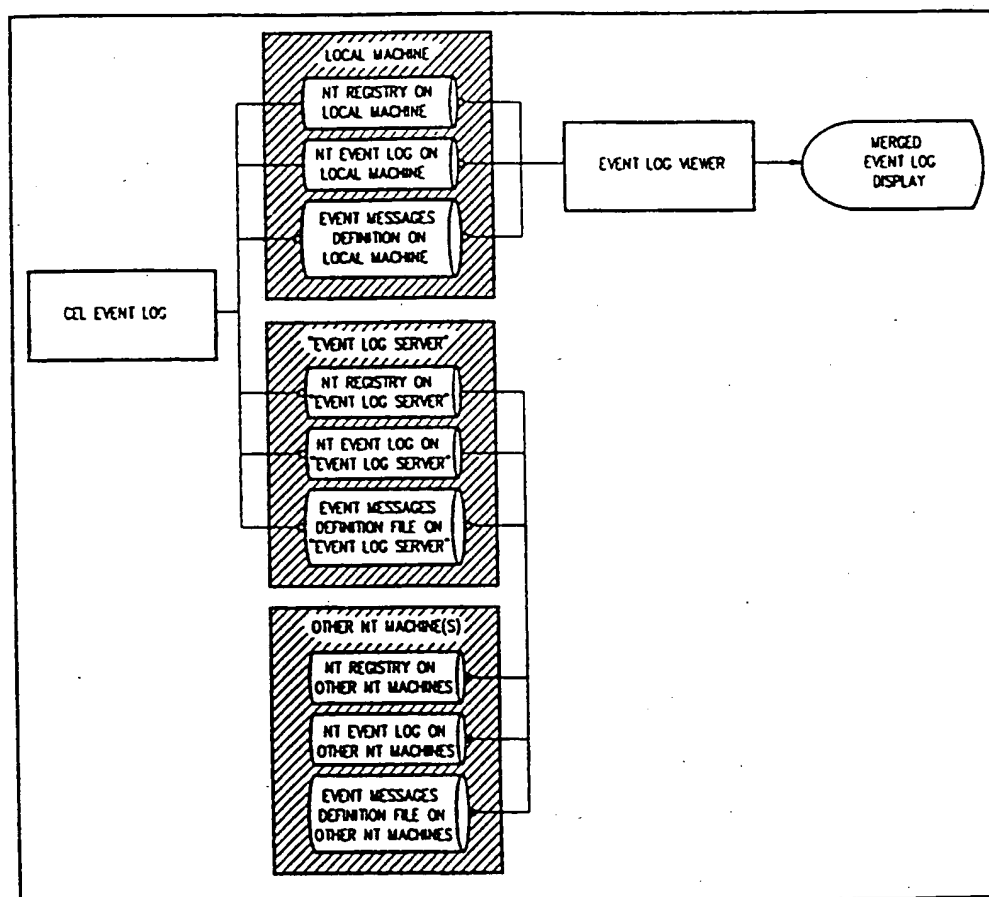 LOCAL MACHINE
NT REGISTRY ON
LOCAL MACHINE
NT EVENT LOG ON
LOCAL MACHINE
EVENT MESSAGES
DEFINITION ON
LOCAL MACHINE
EVENT LOG VIEWER
MERGED
EVENT LOG
DISPLAY
CEL EVENT LOG
"EVENT LOG SERVER"
NT REGISTRY ON
"EVENT LOG SERVER"
NT EVENT LOG ON
"EVENT LOG SERVER"
EVENT MESSAGES
DEFINITION FILE ON
"EVENT LOG SERVER"
OTHER NT MACHINE(S)
NT REGISTRY ON
OTHER NT MACHINES
NT EVENT LOG ON
OTHER NT MACHINES
EVENT MESSAGES
DEFINITION FILE ON
OTHER NT MACHINES